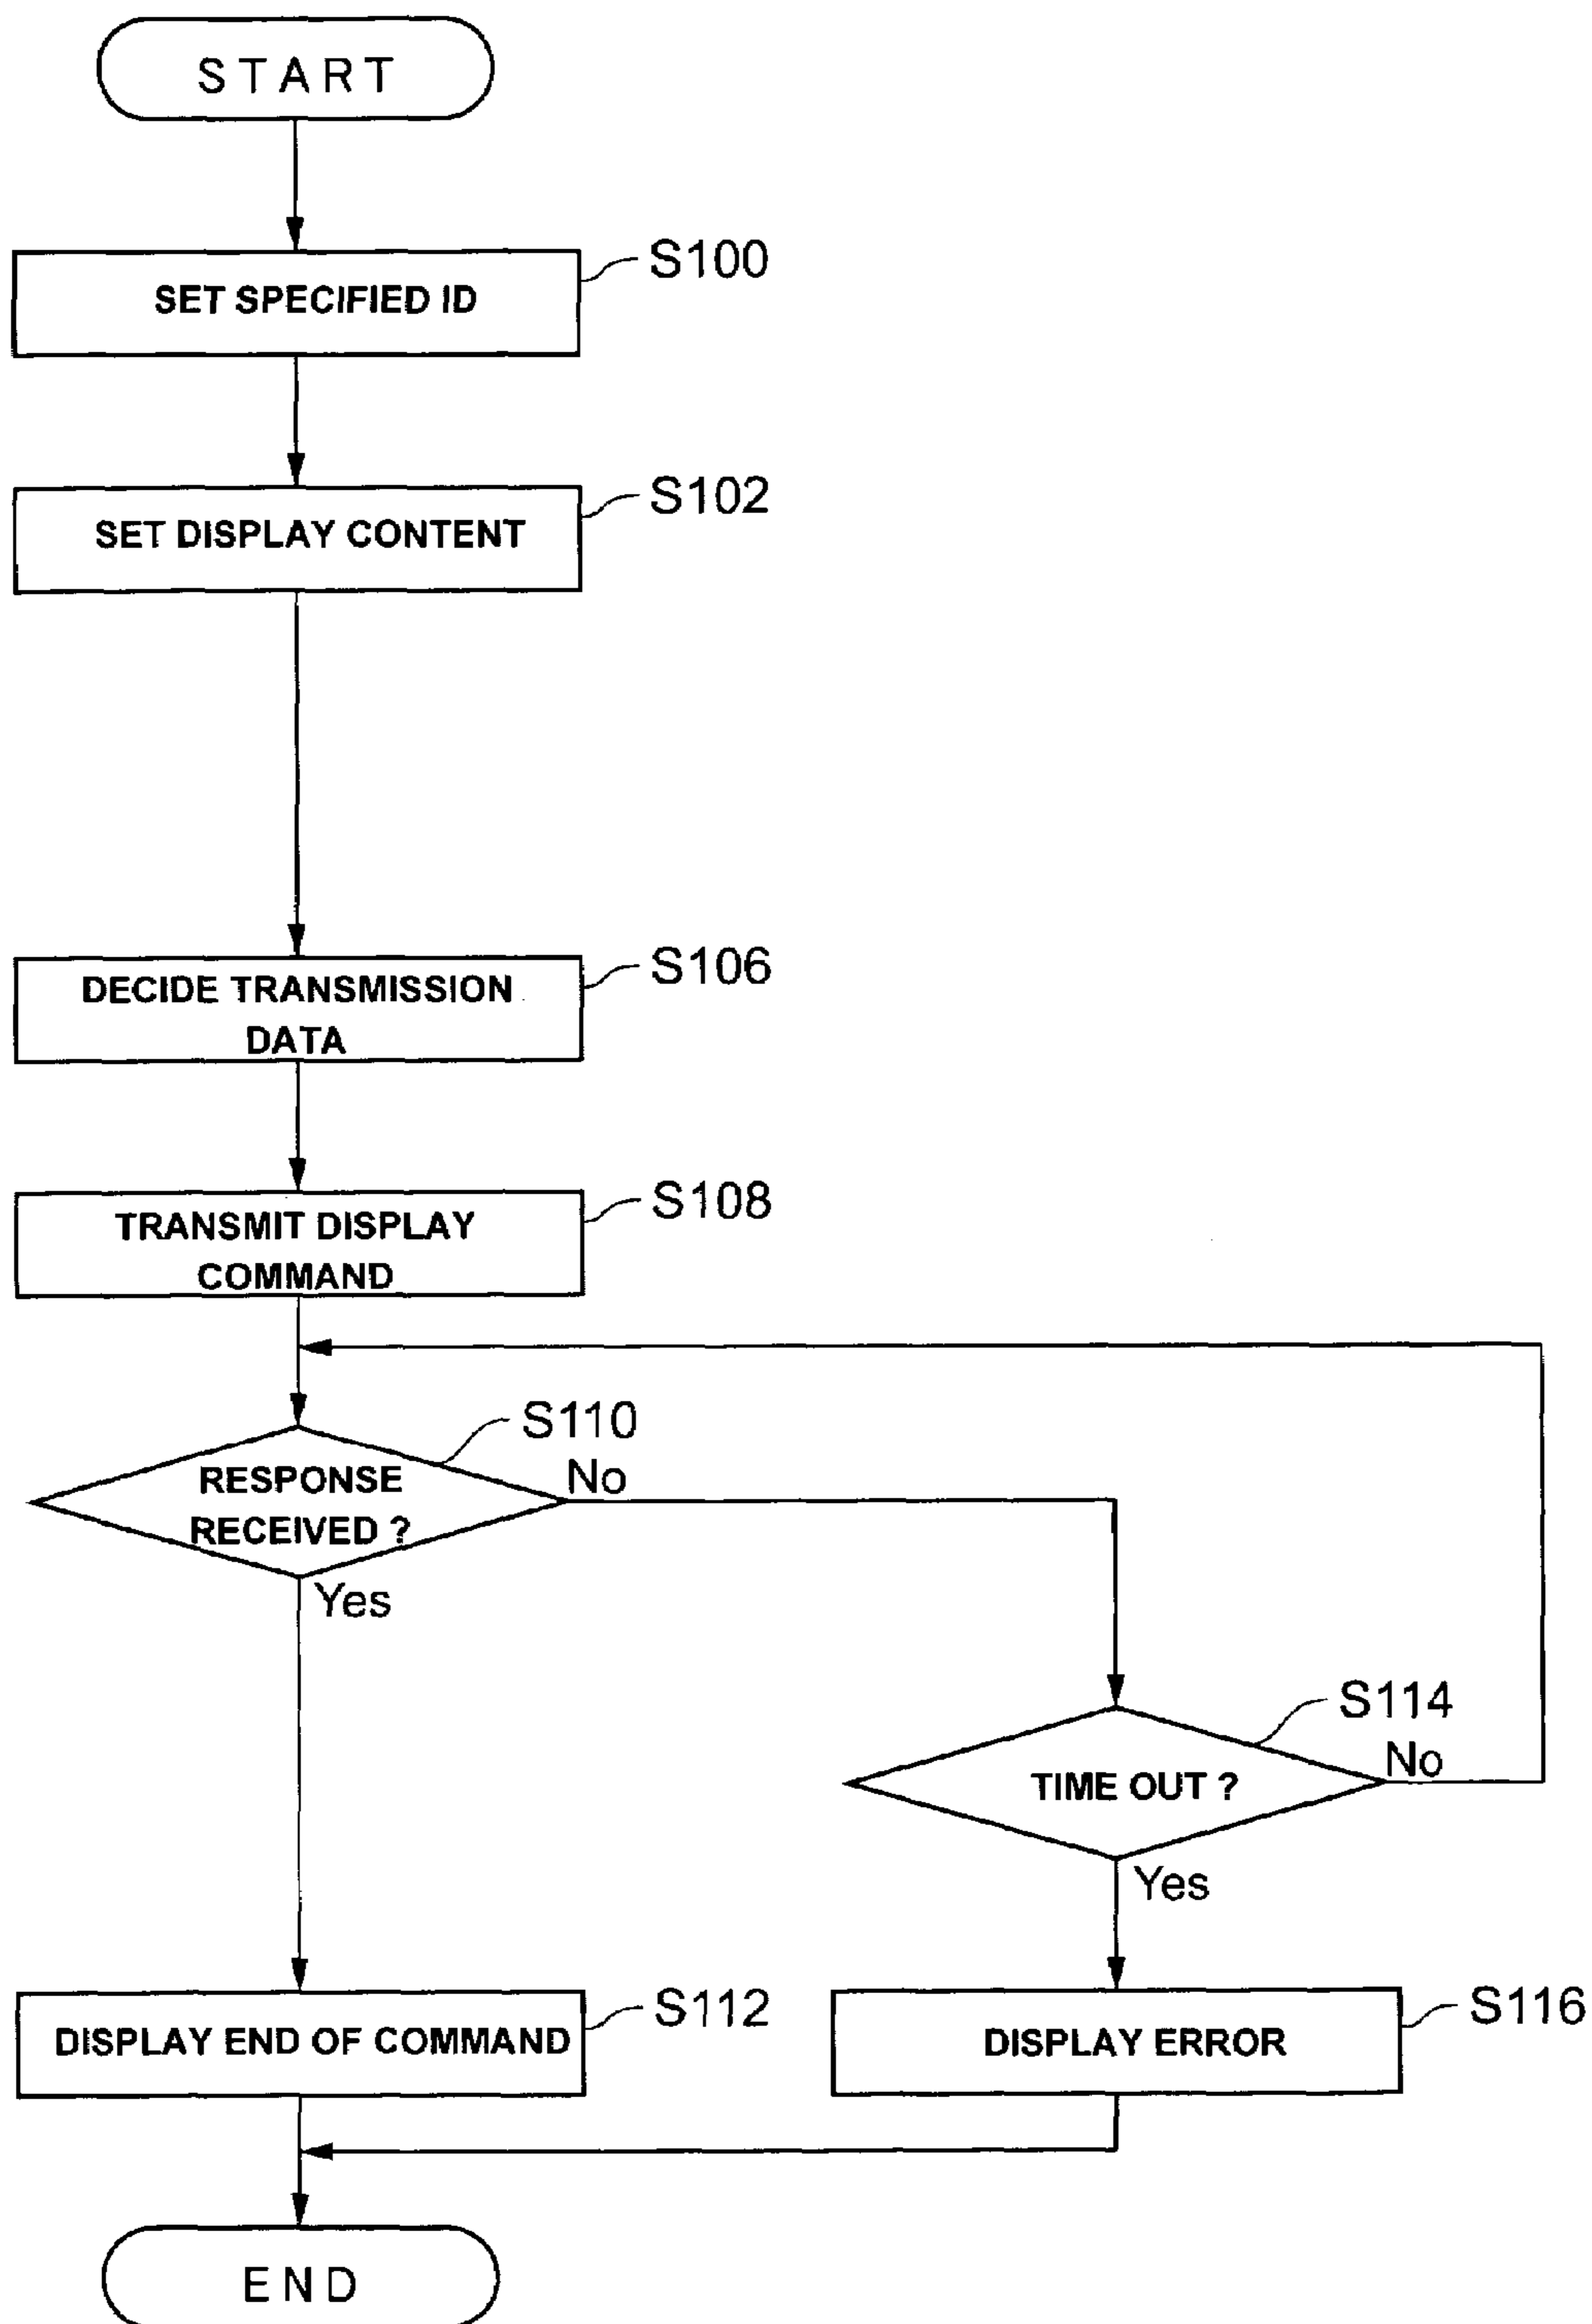 START
S100
SET SPECIFIED ID
S102
SET DISPLAY CONTENT
S106
DECIDE TRANSMISSION
DATA
S108
TRANSMIT DISPLAY
COMMAND
S110
RESPONSE
RECEIVED ?
No
Yes
S114
TIME OUT ?
No
Yes
S112
DISPLAY END OF COMMAND
S116
DISPLAY ERROR
END